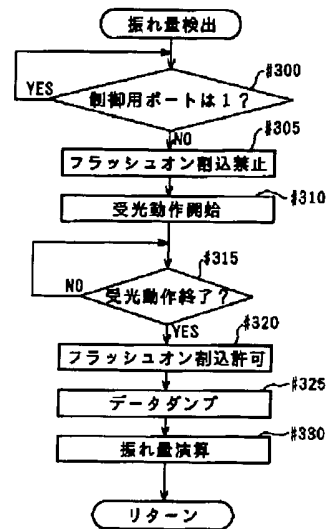 振れ量検出
#300
YES
制御用ポートは1?
NO
#305
フラッシュオン割込禁止
#310
受光動作開始
#315
NO
受光動作終了?
YES
#320
フラッシュオン割込許可
#325
データダンプ
#330
振れ量演算
リターン